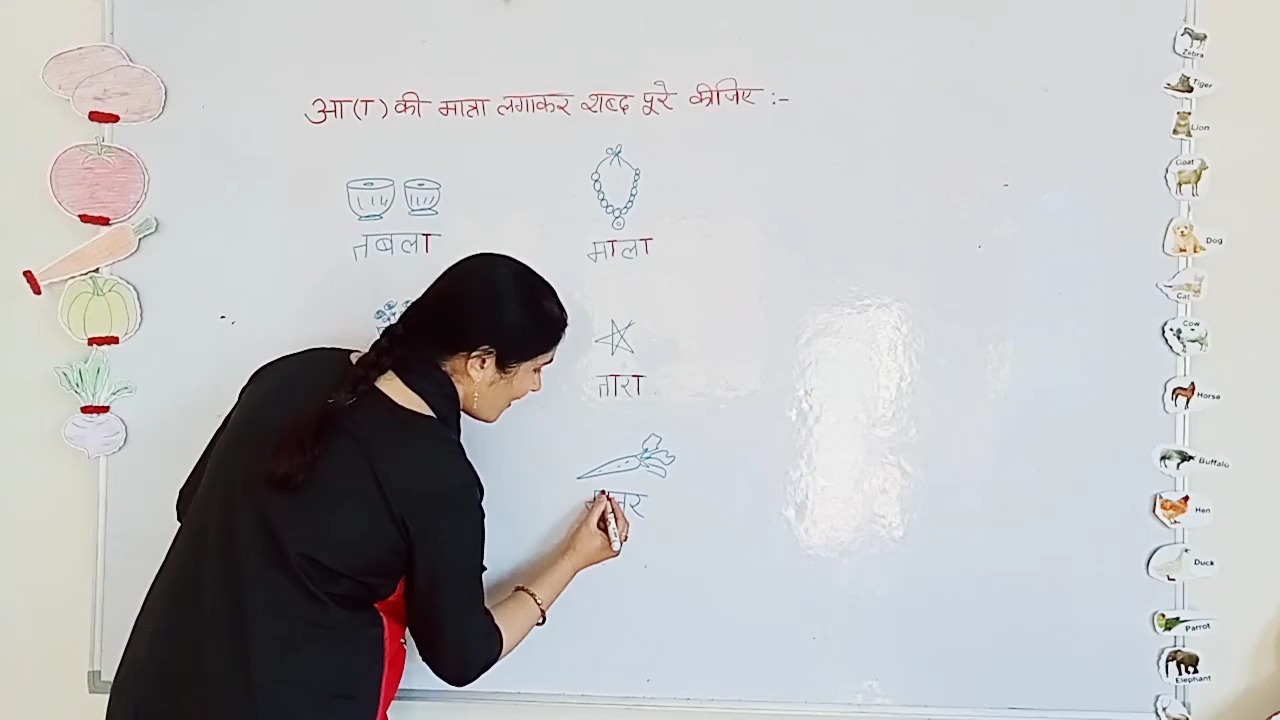 आ (ा) की मात्रा लगाकर शब्द पूरे कीजिए :-
तबला
माला
तारा
Zebra
Tiger
Lion
Goat
Dog
Cat
Cow
Horse
Buffalo
Hen
Duck
Parrot
Elephant